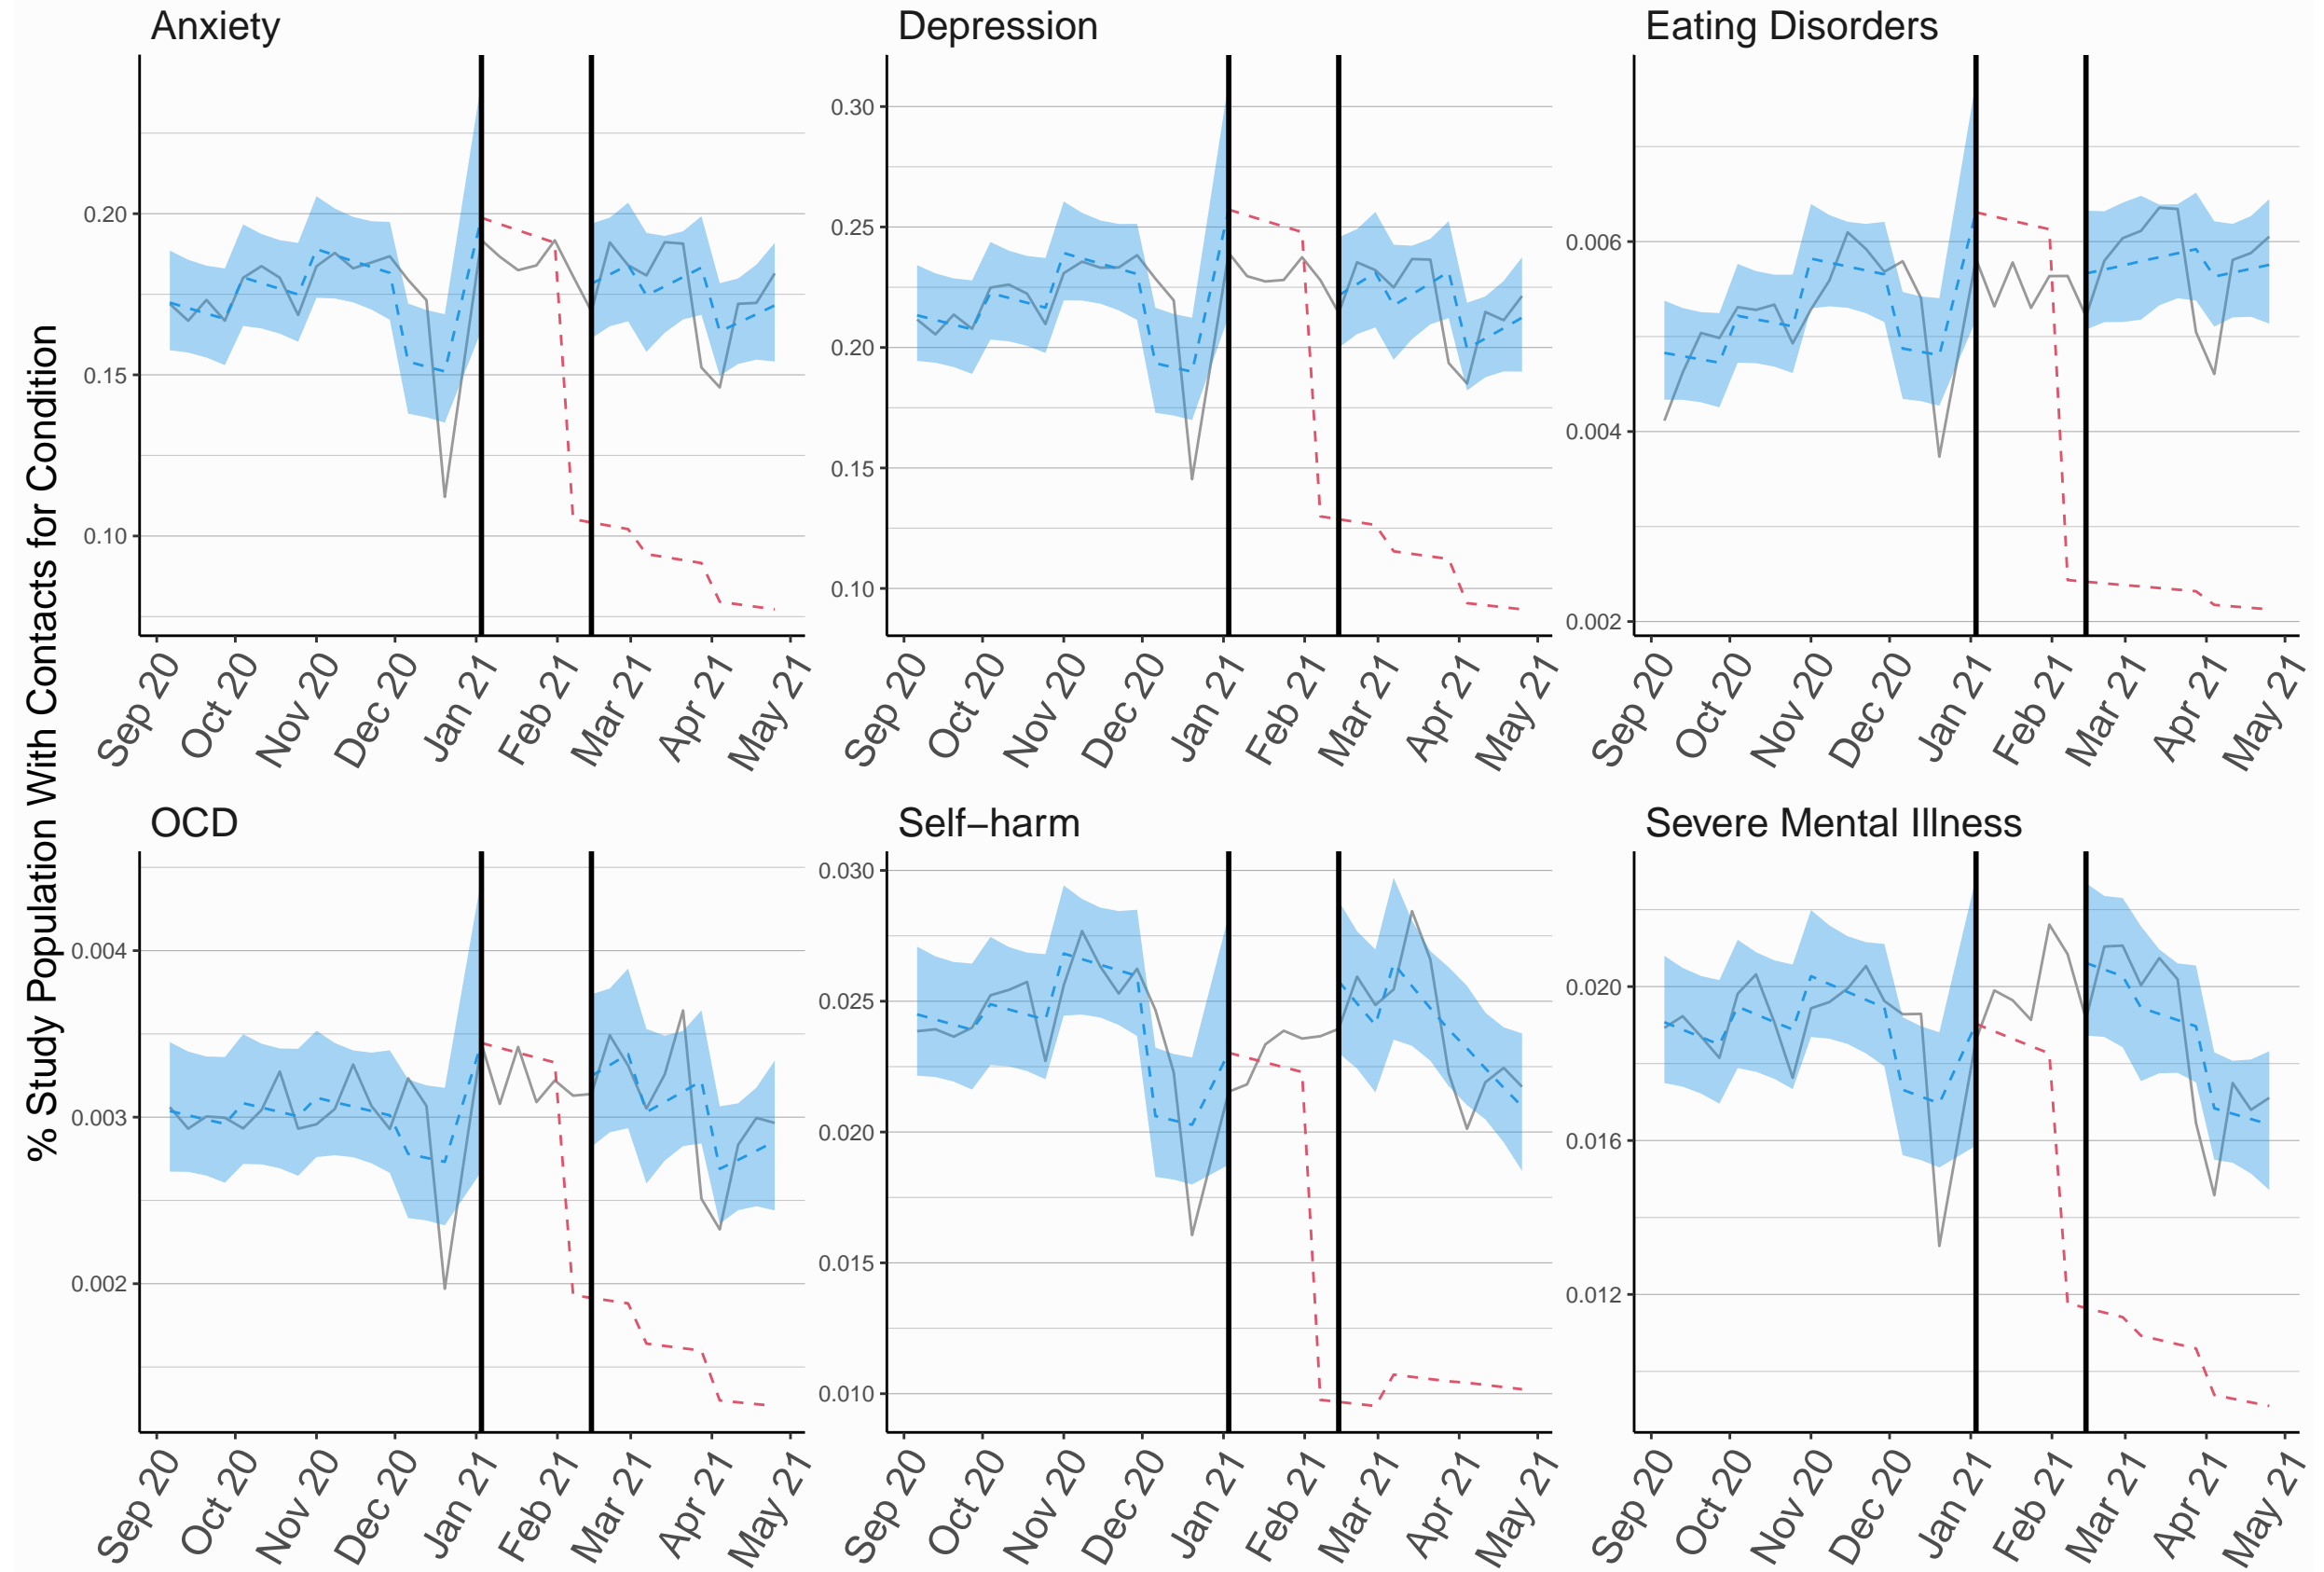 % Study Population With Contacts for Condition
Anxiety
0.20
0.15
0.10
Sep 20
Oct 20
Nov 20
Dec 20
Jan 21
Feb 21
Mar 21
Apr 21
May 21
Depression
0.30
0.25
0.20
0.15
0.10
Sep 20
Oct 20
Nov 20
Dec 20
Jan 21
Feb 21
Mar 21
Apr 21
May 21
Eating Disorders
0.006
0.004
0.002
Sep 20
Oct 20
Nov 20
Dec 20
Jan 21
Feb 21
Mar 21
Apr 21
May 21
OCD
0.004
0.003
0.002
Sep 20
Oct 20
Nov 20
Dec 20
Jan 21
Feb 21
Mar 21
Apr 21
May 21
Self−harm
0.030
0.025
0.020
0.015
0.010
Sep 20
Oct 20
Nov 20
Dec 20
Jan 21
Feb 21
Mar 21
Apr 21
May 21
Severe Mental Illness
0.020
0.016
0.012
Sep 20
Oct 20
Nov 20
Dec 20
Jan 21
Feb 21
Mar 21
Apr 21
May 21